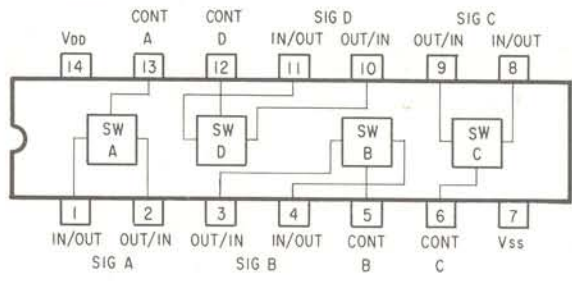 CONT CONT SIG D SIG C
VDD A D IN/OUT OUT/IN OUT/IN IN/OUT
14 13 12 11 10 9 8
SW SW SW SW
A D B C
1 2 3 4 5 6 7
IN/OUT OUT/IN OUT/IN IN/OUT CONT CONT VSS
SIG A SIG B B C